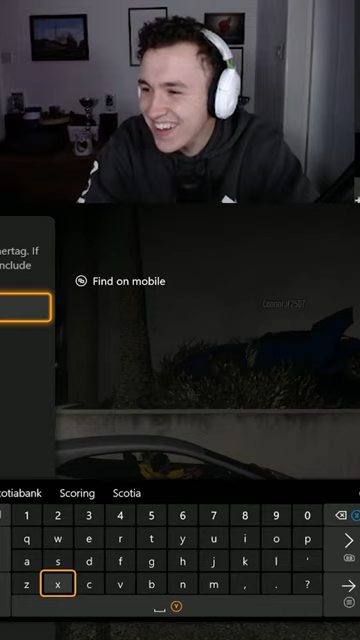 ertag. If
nclude
Find on mobile
ConnorJF2507
otiabank Scoring Scotia
1 2 3 4 5 6 7 8 9 0
q w e r t y u i o p
a s d f g h j k l '
z x c v b n m , . ?
Y